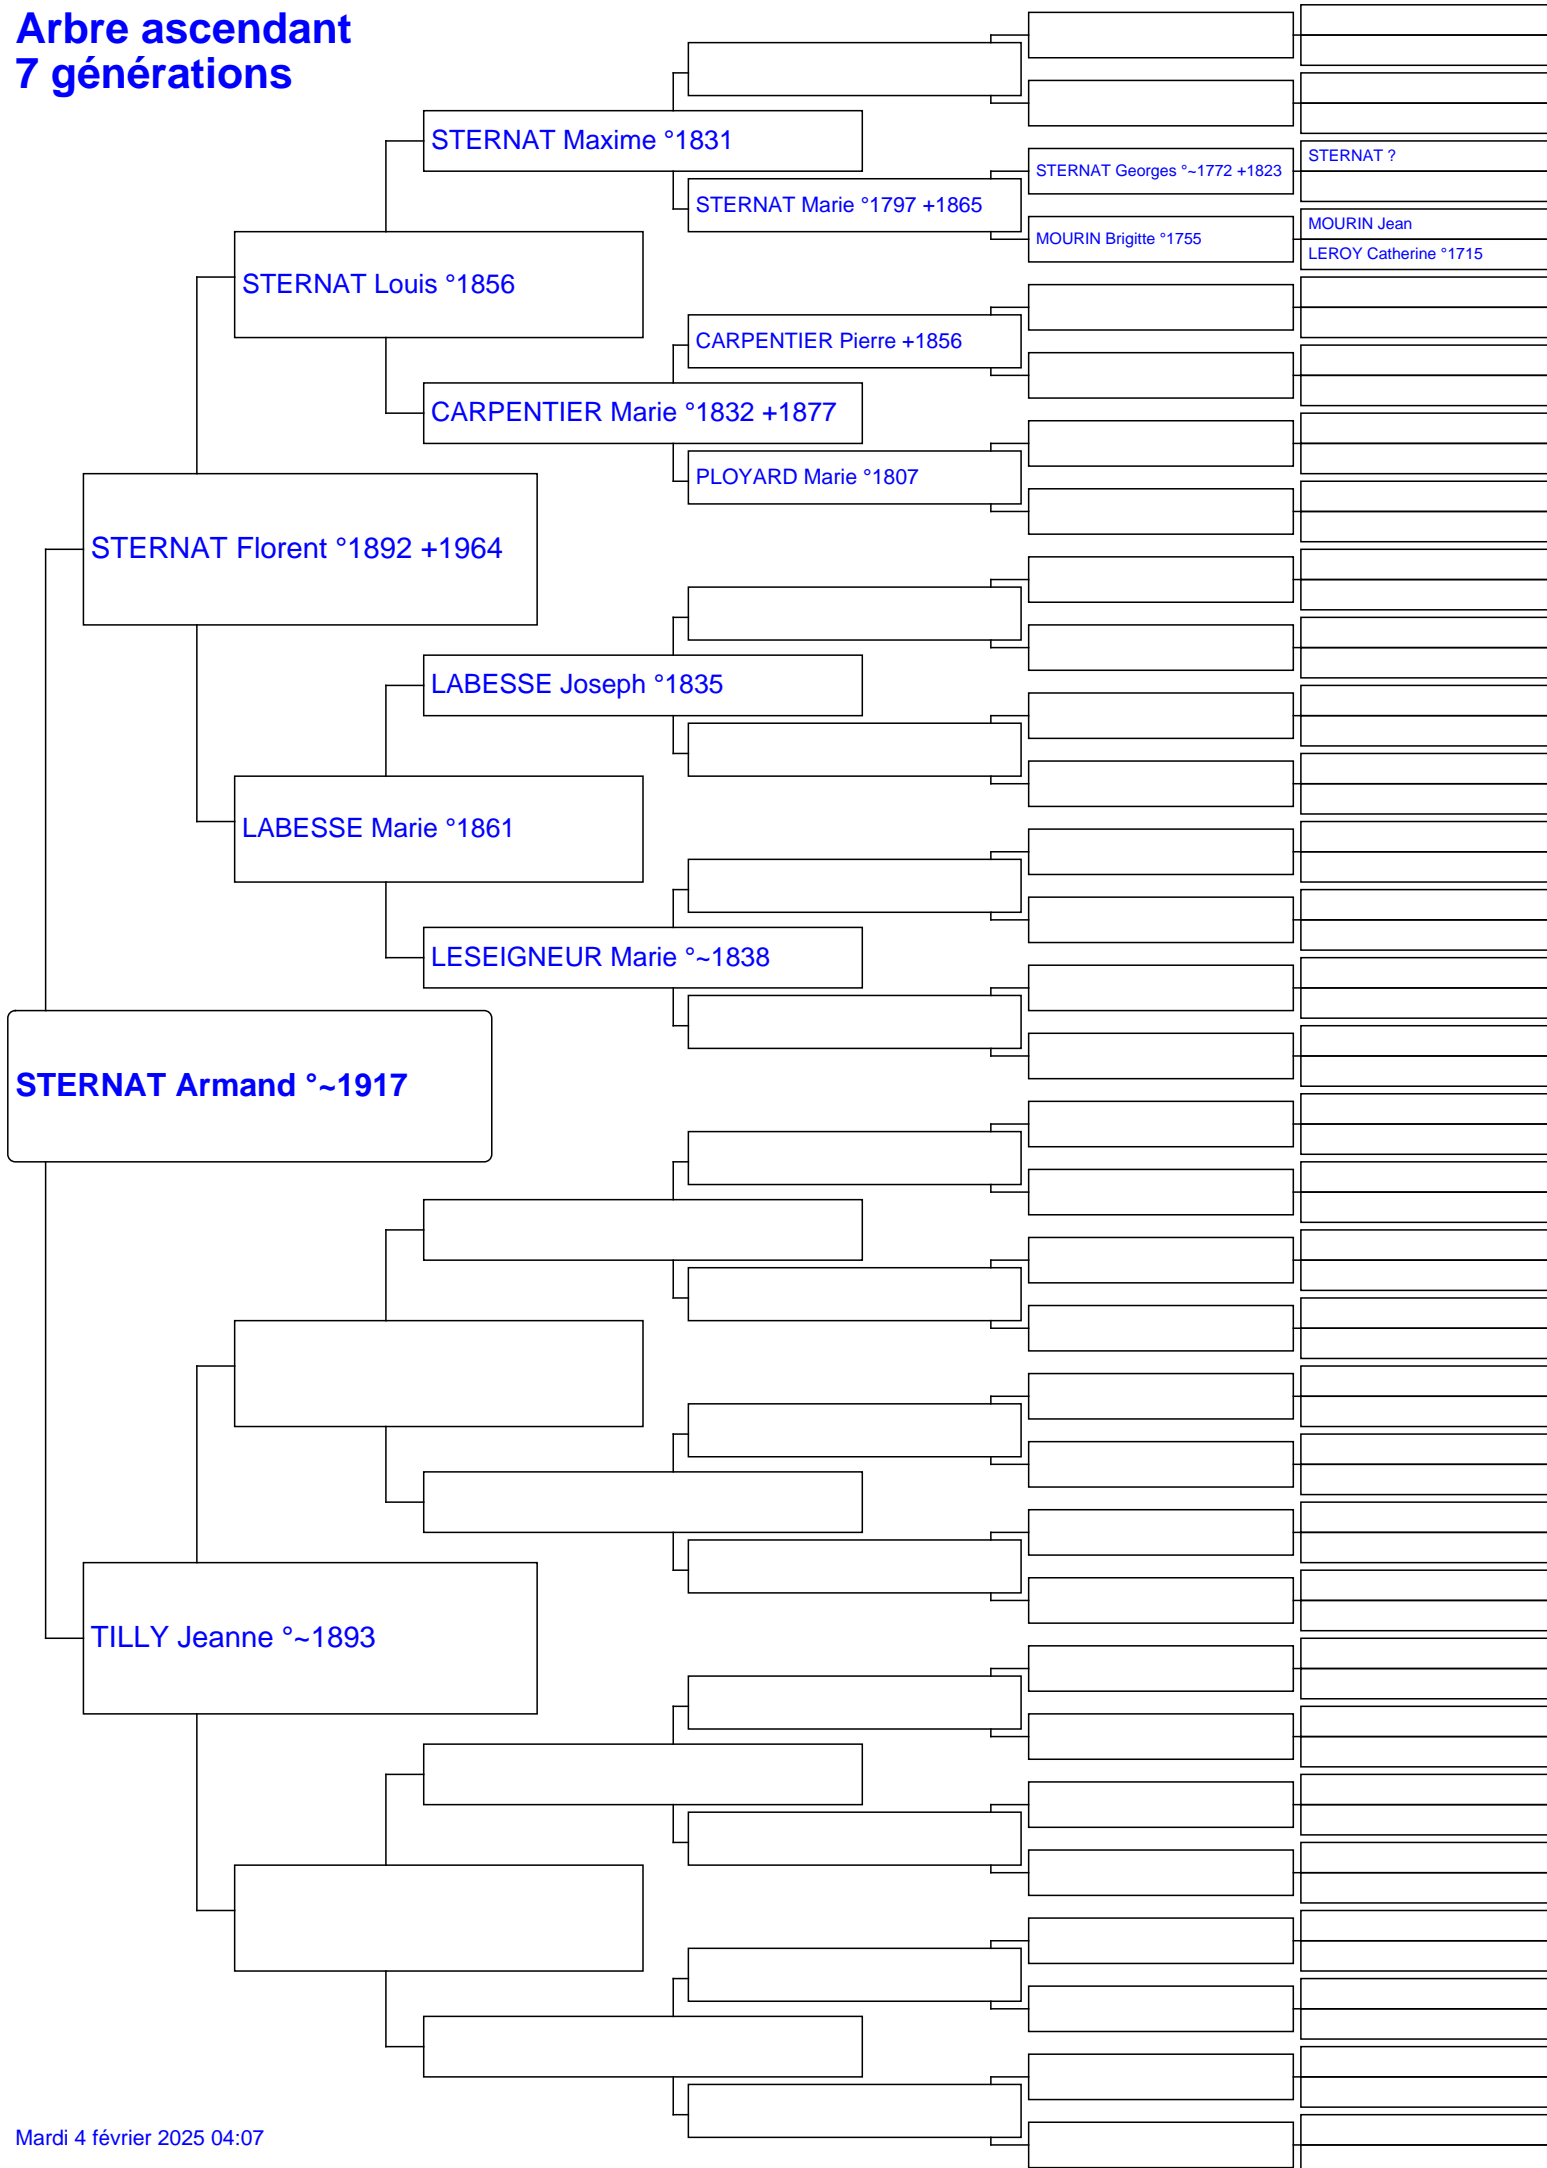 Arbre ascendant
7 générations
STERNAT Maxime °1831
STERNAT Georges °~1772 +1823
STERNAT ?
STERNAT Marie °1797 +1865
MOURIN Brigitte °1755
MOURIN Jean
LEROY Catherine °1715
STERNAT Louis °1856
CARPENTIER Pierre +1856
CARPENTIER Marie °1832 +1877
PLOYARD Marie °1807
STERNAT Florent °1892 +1964
LABESSE Joseph °1835
LABESSE Marie °1861
LESEIGNEUR Marie °~1838
STERNAT Armand °~1917
TILLY Jeanne °~1893
Mardi 4 février 2025 04:07